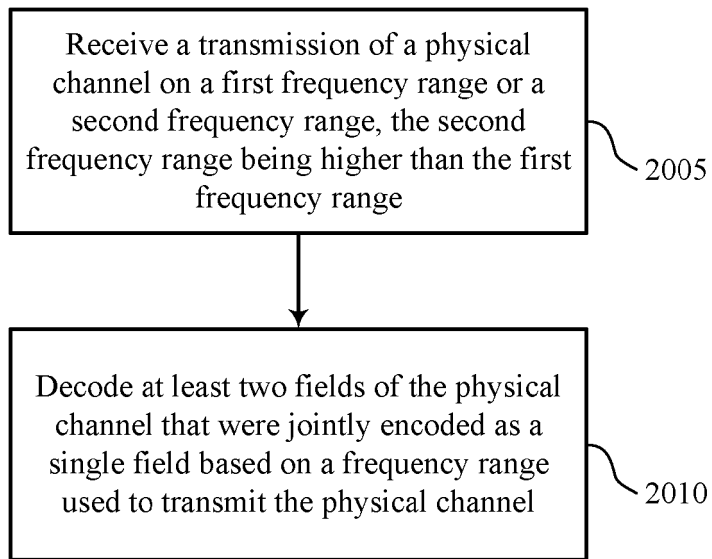 Receive a transmission of a physical
channel on a first frequency range or a
second frequency range, the second
frequency range being higher than the first
frequency range
2005
Decode at least two fields of the physical
channel that were jointly encoded as a
single field based on a frequency range
used to transmit the physical channel
2010